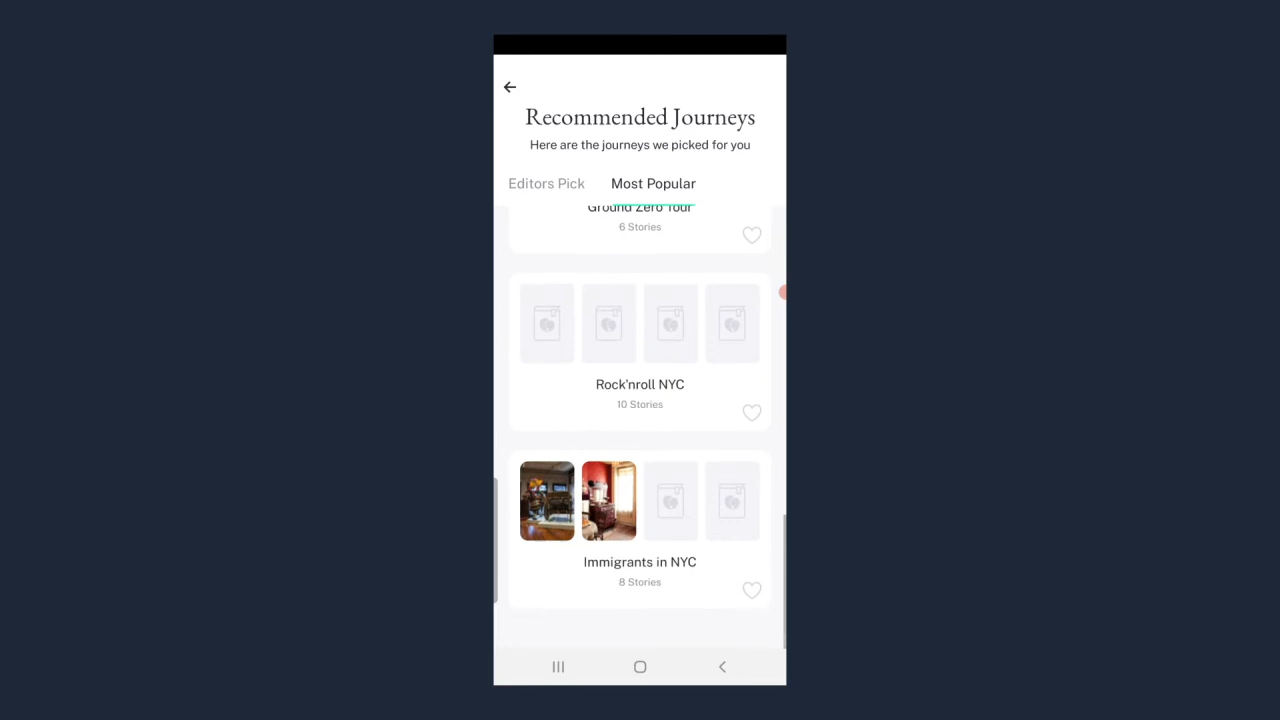 Recommended Journeys
Here are the journeys we picked for you
Editors Pick
Most Popular
Ground Zero Tour
6 Stories
Rock'nroll NYC
10 Stories
Immigrants in NYC
8 Stories